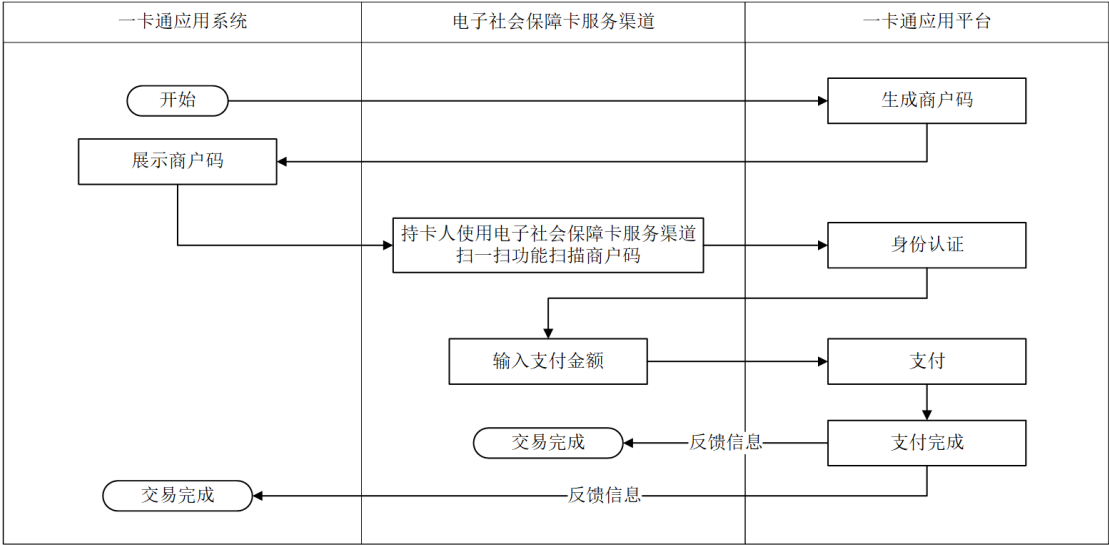 一卡通应用系统
电子社会保障卡服务渠道
一卡通应用平台
开始
生成商户码
展示商户码
持卡人使用电子社会保障卡服务渠道
扫一扫功能扫描商户码
身份认证
输入支付金额
支付
交易完成
反馈信息
支付完成
交易完成
反馈信息